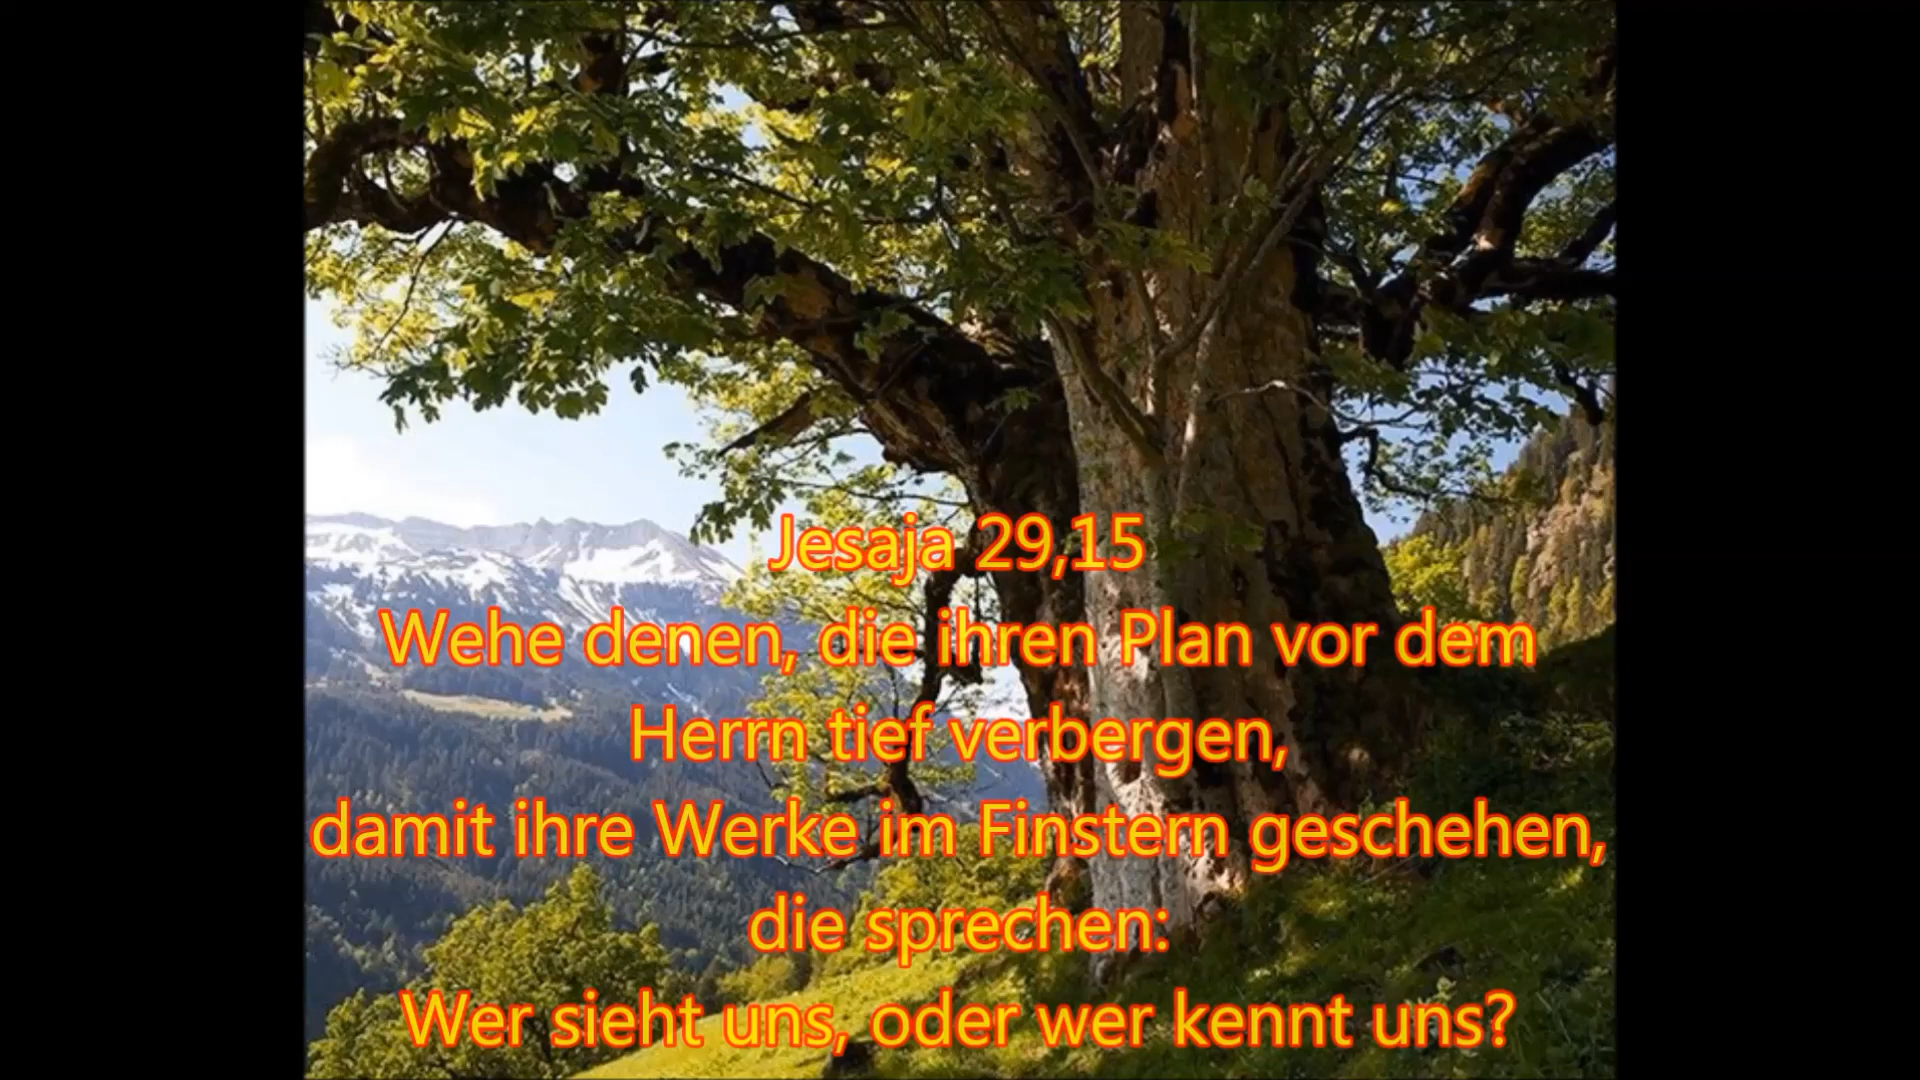 Jesaja 29,15
Wehe denen, die ihren Plan vor dem
Herrn tief verbergen,
damit ihre Werke im Finstern geschehen,
die sprechen:
Wer sieht uns, oder wer kennt uns?